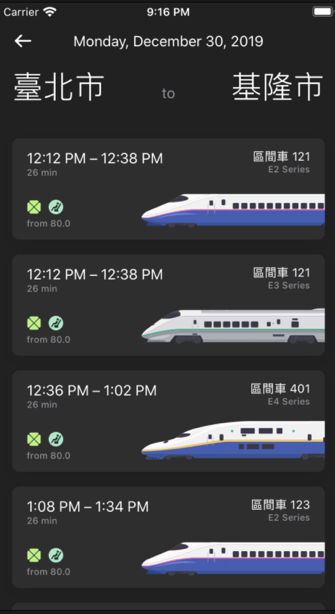 Carrier 9:16 PM
Monday, December 30, 2019
臺北市 to 基隆市
12:12 PM – 12:38 PM 區間車 121
26 min E2 Series
from 80.0
12:12 PM – 12:38 PM 區間車 121
26 min E3 Series
from 80.0
12:36 PM – 1:02 PM 區間車 401
26 min E4 Series
from 80.0
1:08 PM – 1:34 PM 區間車 123
26 min E2 Series
from 80.0